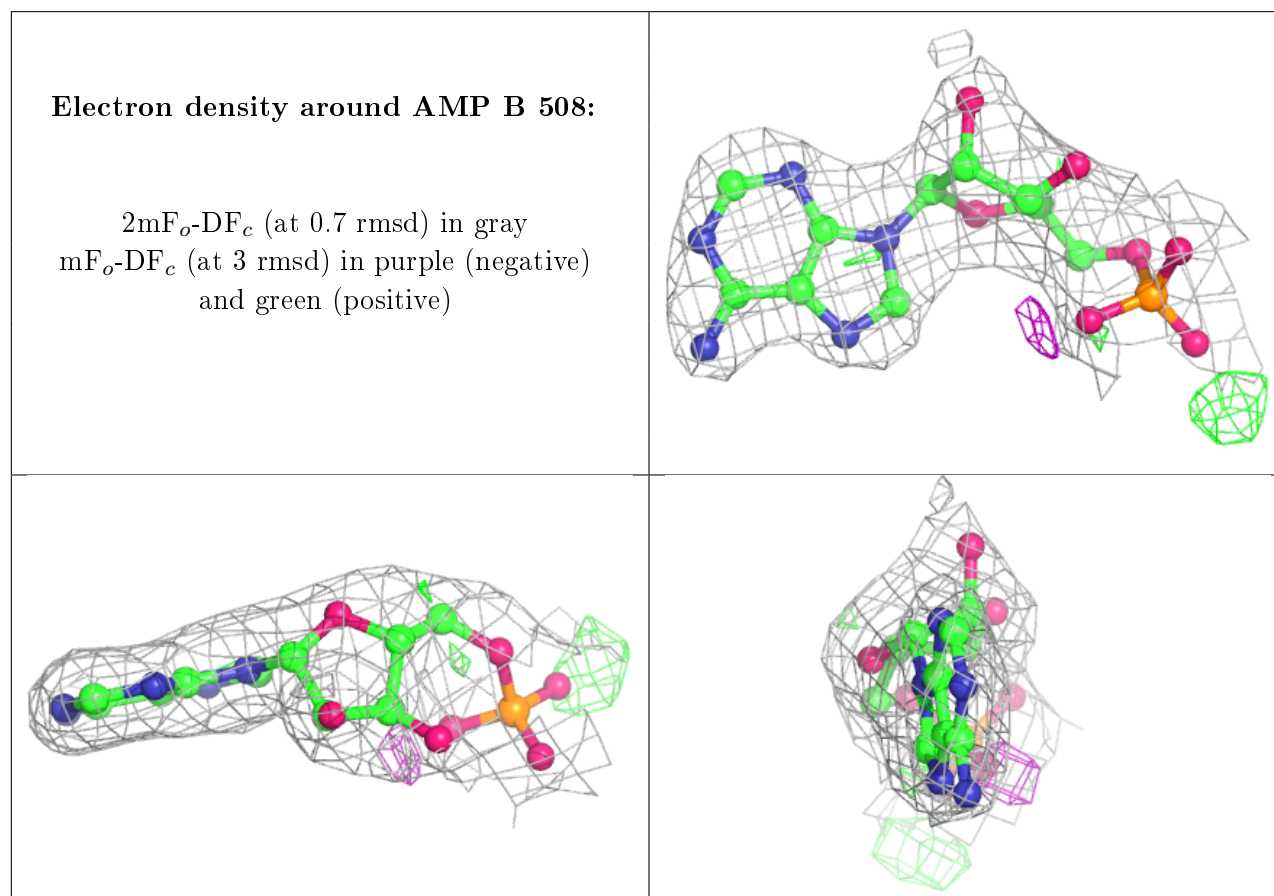 Electron density around AMP B 508:
2mFₒ-DF𝒸 (at 0.7 rmsd) in gray
mFₒ-DF𝒸 (at 3 rmsd) in purple (negative)
and green (positive)